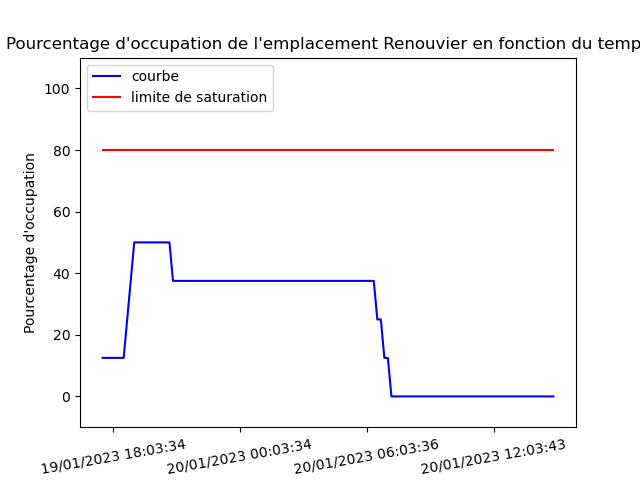 Pourcentage d'occupation de l'emplacement Renouvier en fonction du temp
courbe
limite de saturation
Pourcentage d'occupation
100
80
60
40
20
0
19/01/2023 18:03:34
20/01/2023 00:03:34
20/01/2023 06:03:36
20/01/2023 12:03:43